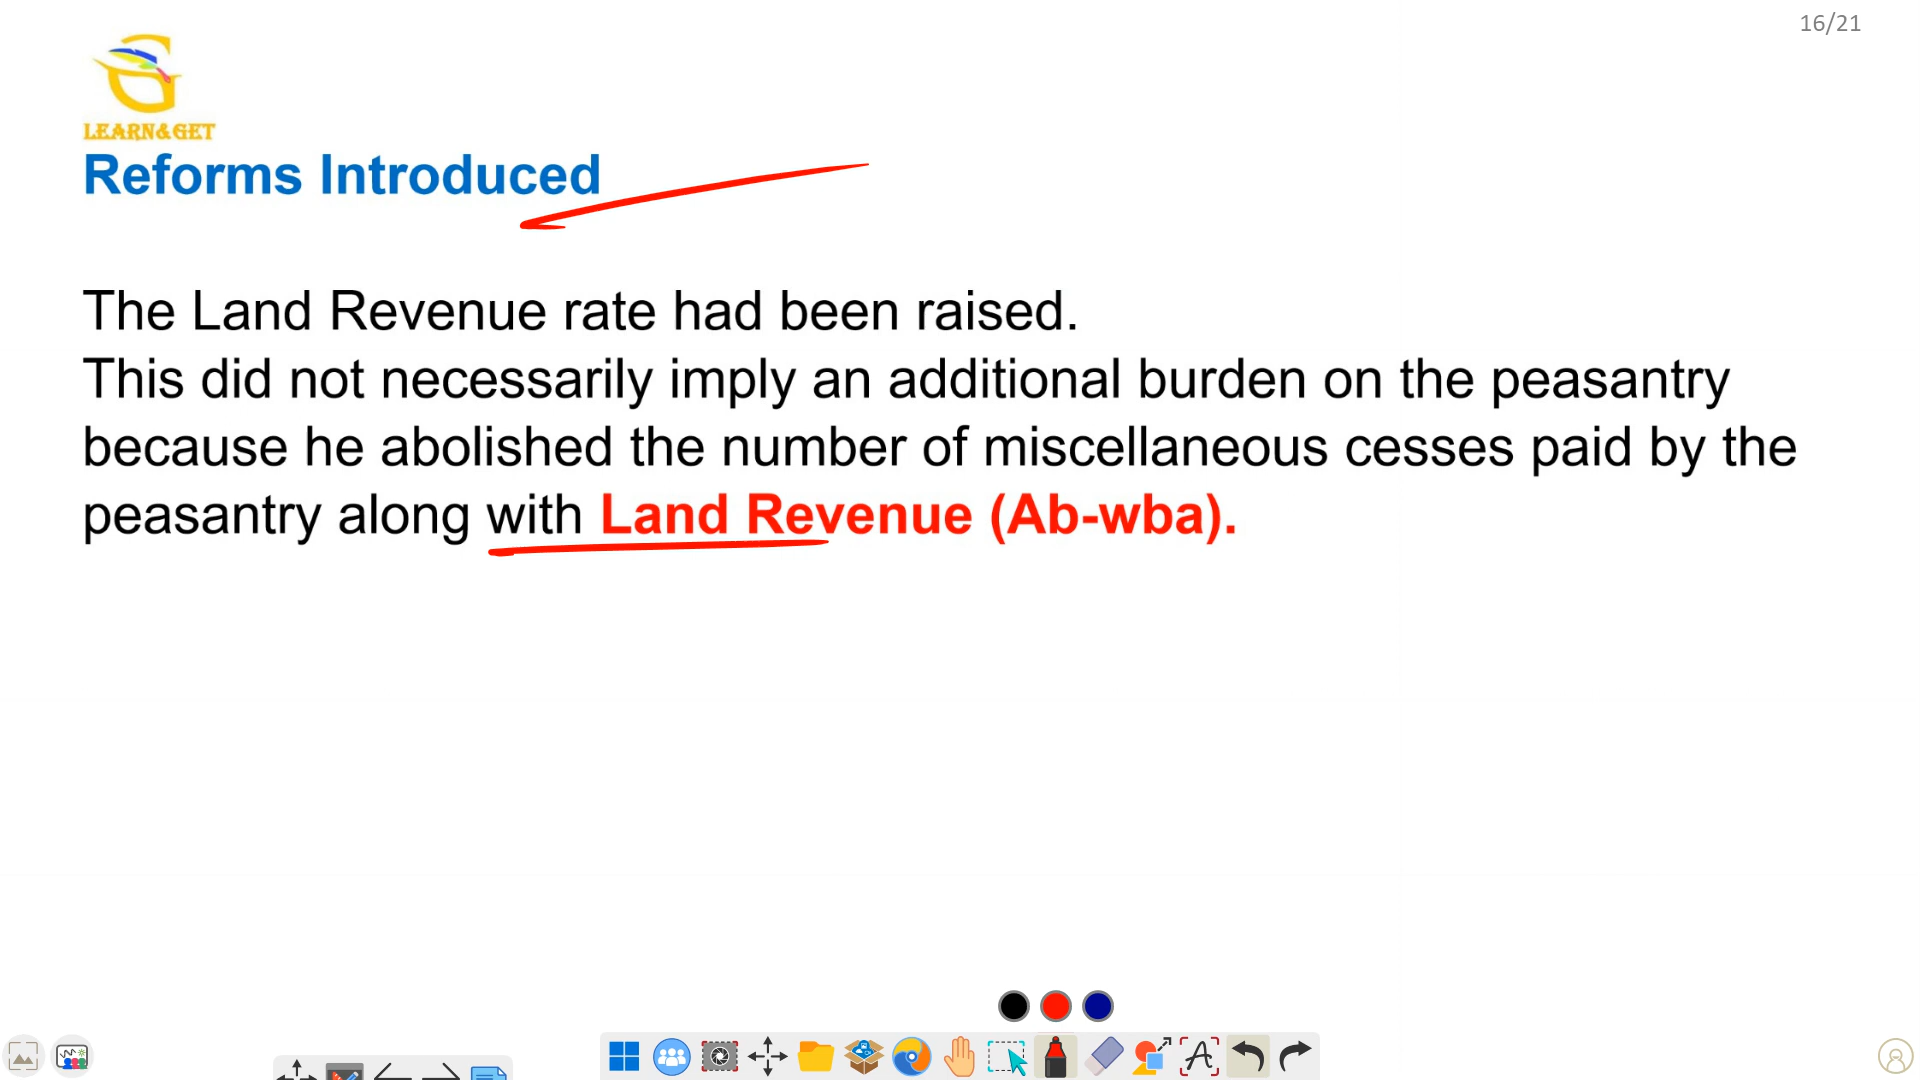 16/21
LEARN&GET
Reforms Introduced
The Land Revenue rate had been raised.
This did not necessarily imply an additional burden on the peasantry
because he abolished the number of miscellaneous cesses paid by the
peasantry along with Land Revenue (Ab-wba).